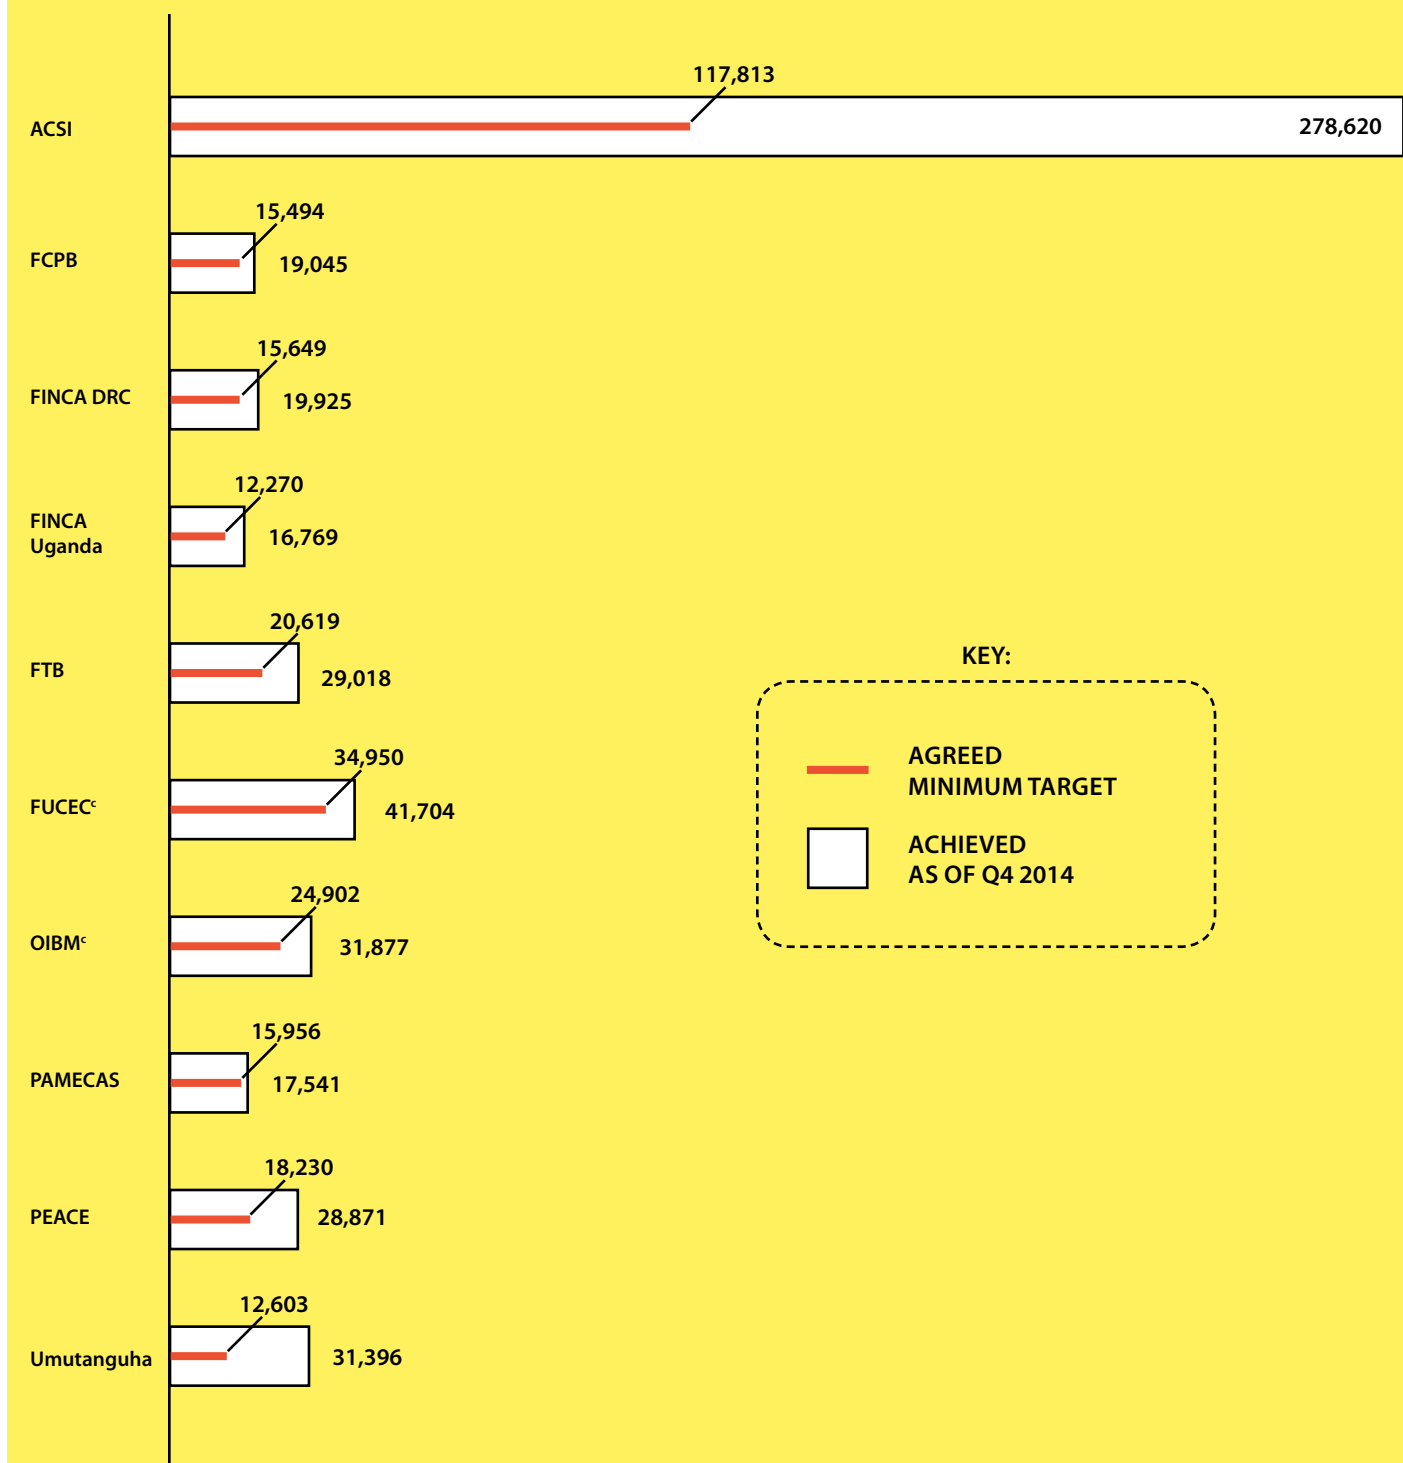 117,813
ACSI
278,620
15,494
FCPB
19,045
15,649
FINCA DRC
19,925
12,270
FINCA
Uganda
16,769
20,619
FTB
29,018
34,950
FUCECᶜ
41,704
24,902
OIBMᶜ
31,877
15,956
PAMECAS
17,541
18,230
PEACE
28,871
12,603
Umutanguha
31,396
KEY:
AGREED
MINIMUM TARGET
ACHIEVED
AS OF Q4 2014